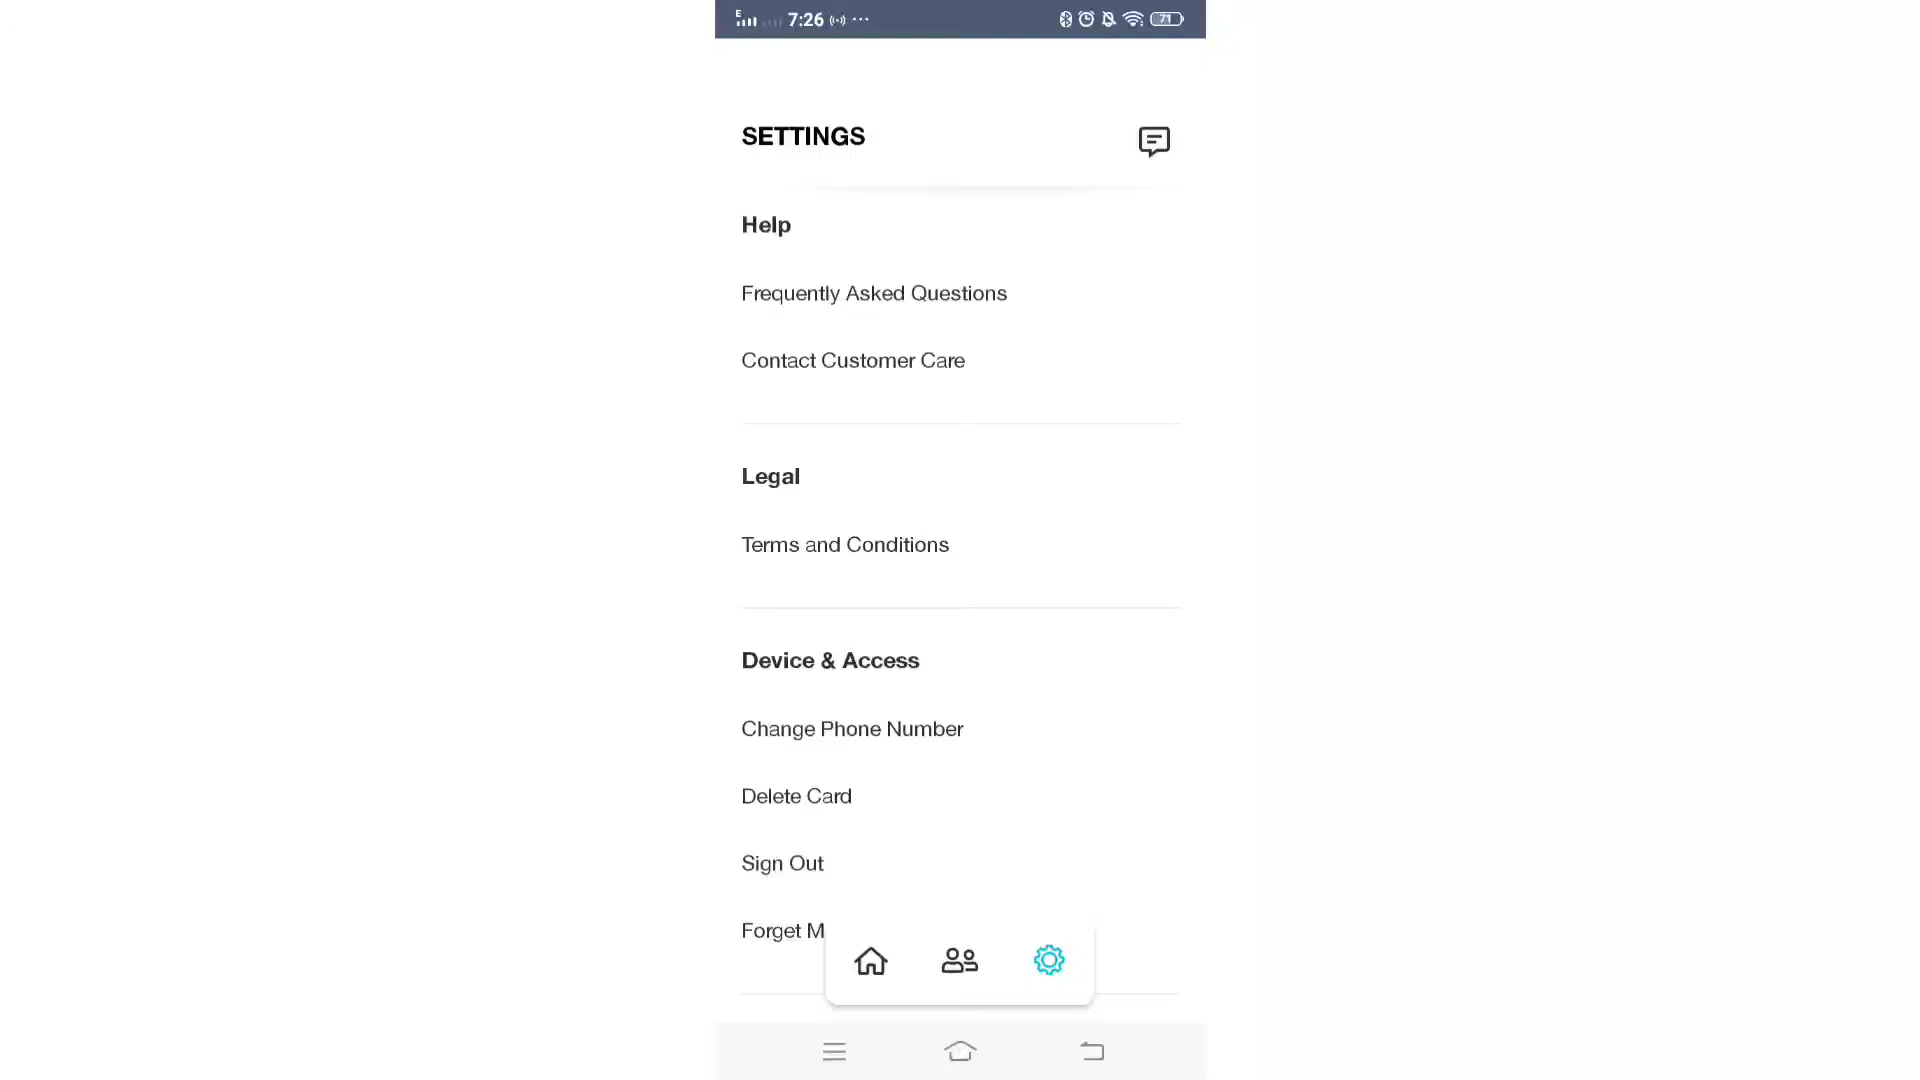 E
7:26
71
SETTINGS
Help
Frequently Asked Questions
Contact Customer Care
Legal
Terms and Conditions
Device & Access
Change Phone Number
Delete Card
Sign Out
Forget M